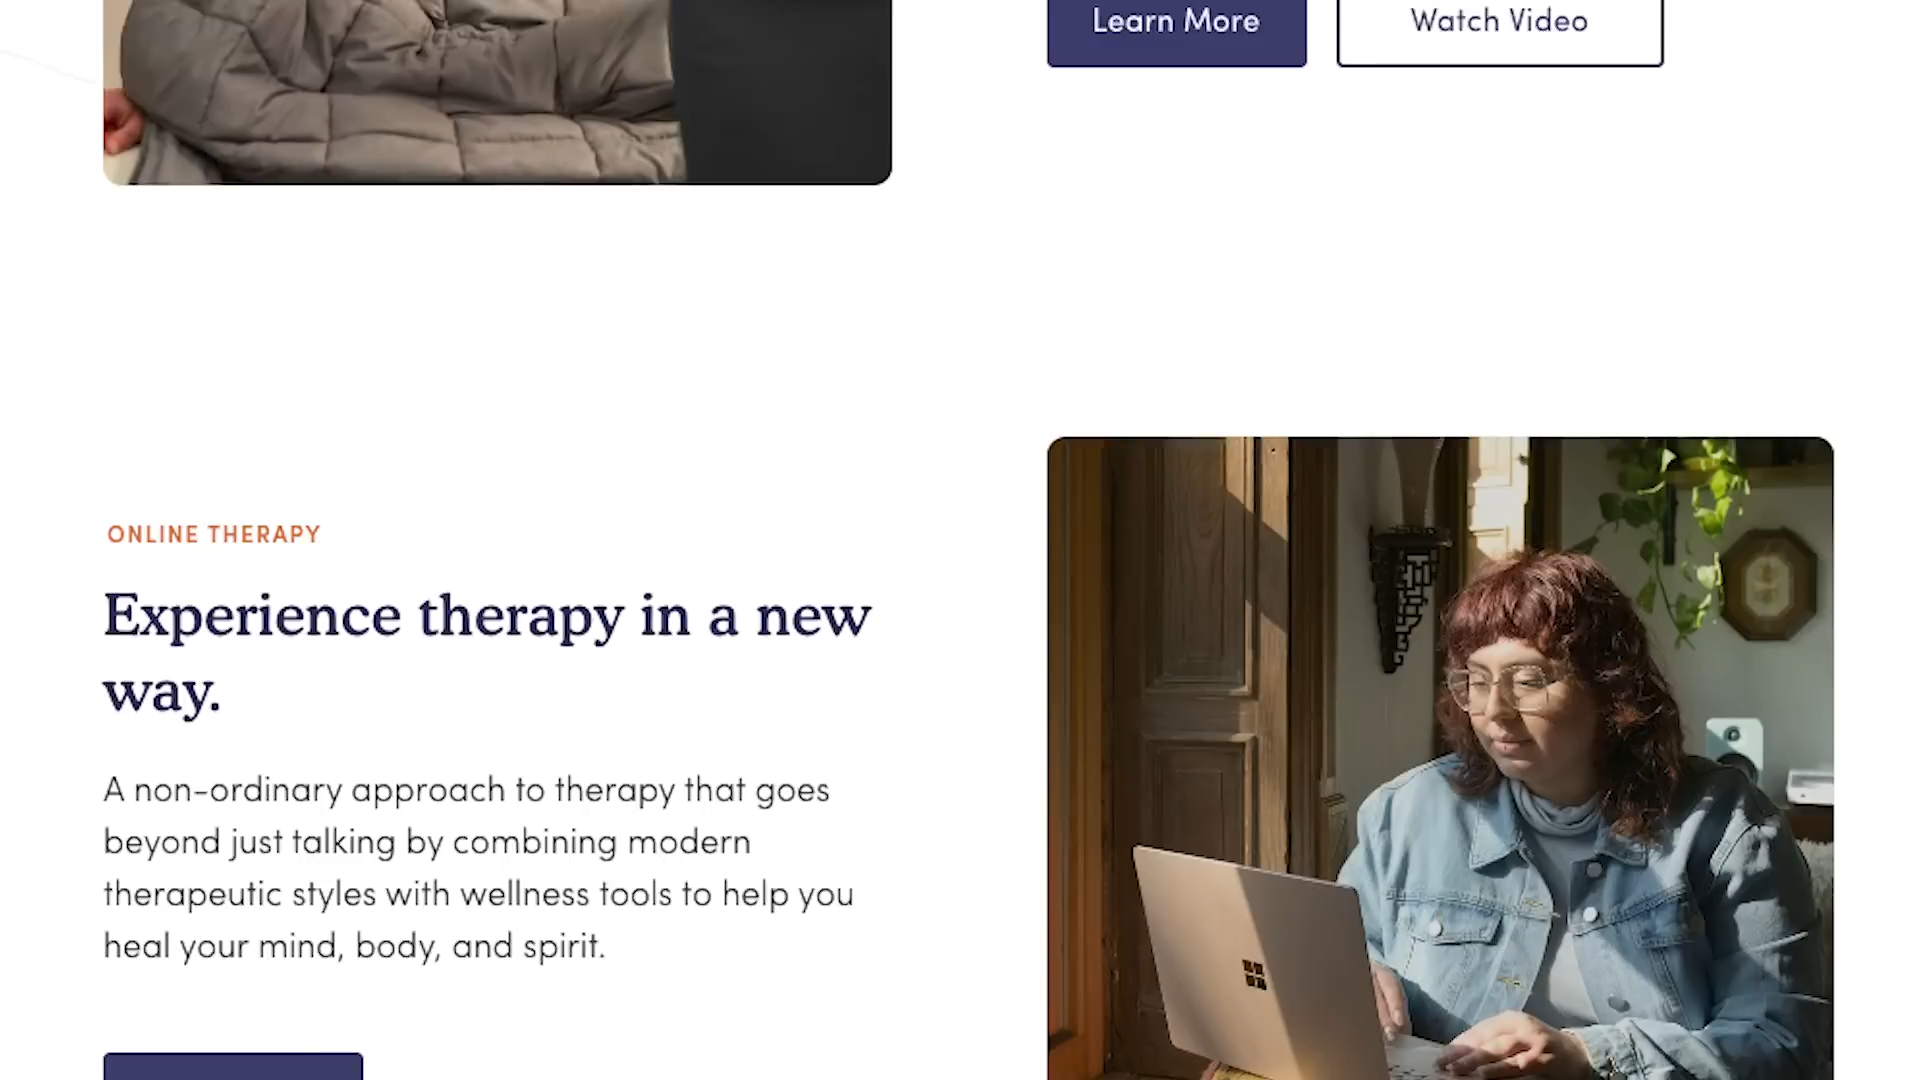 Learn More
Watch Video
ONLINE THERAPY
Experience therapy in a new
way.
A non-ordinary approach to therapy that goes
beyond just talking by combining modern
therapeutic styles with wellness tools to help you
heal your mind, body, and spirit.